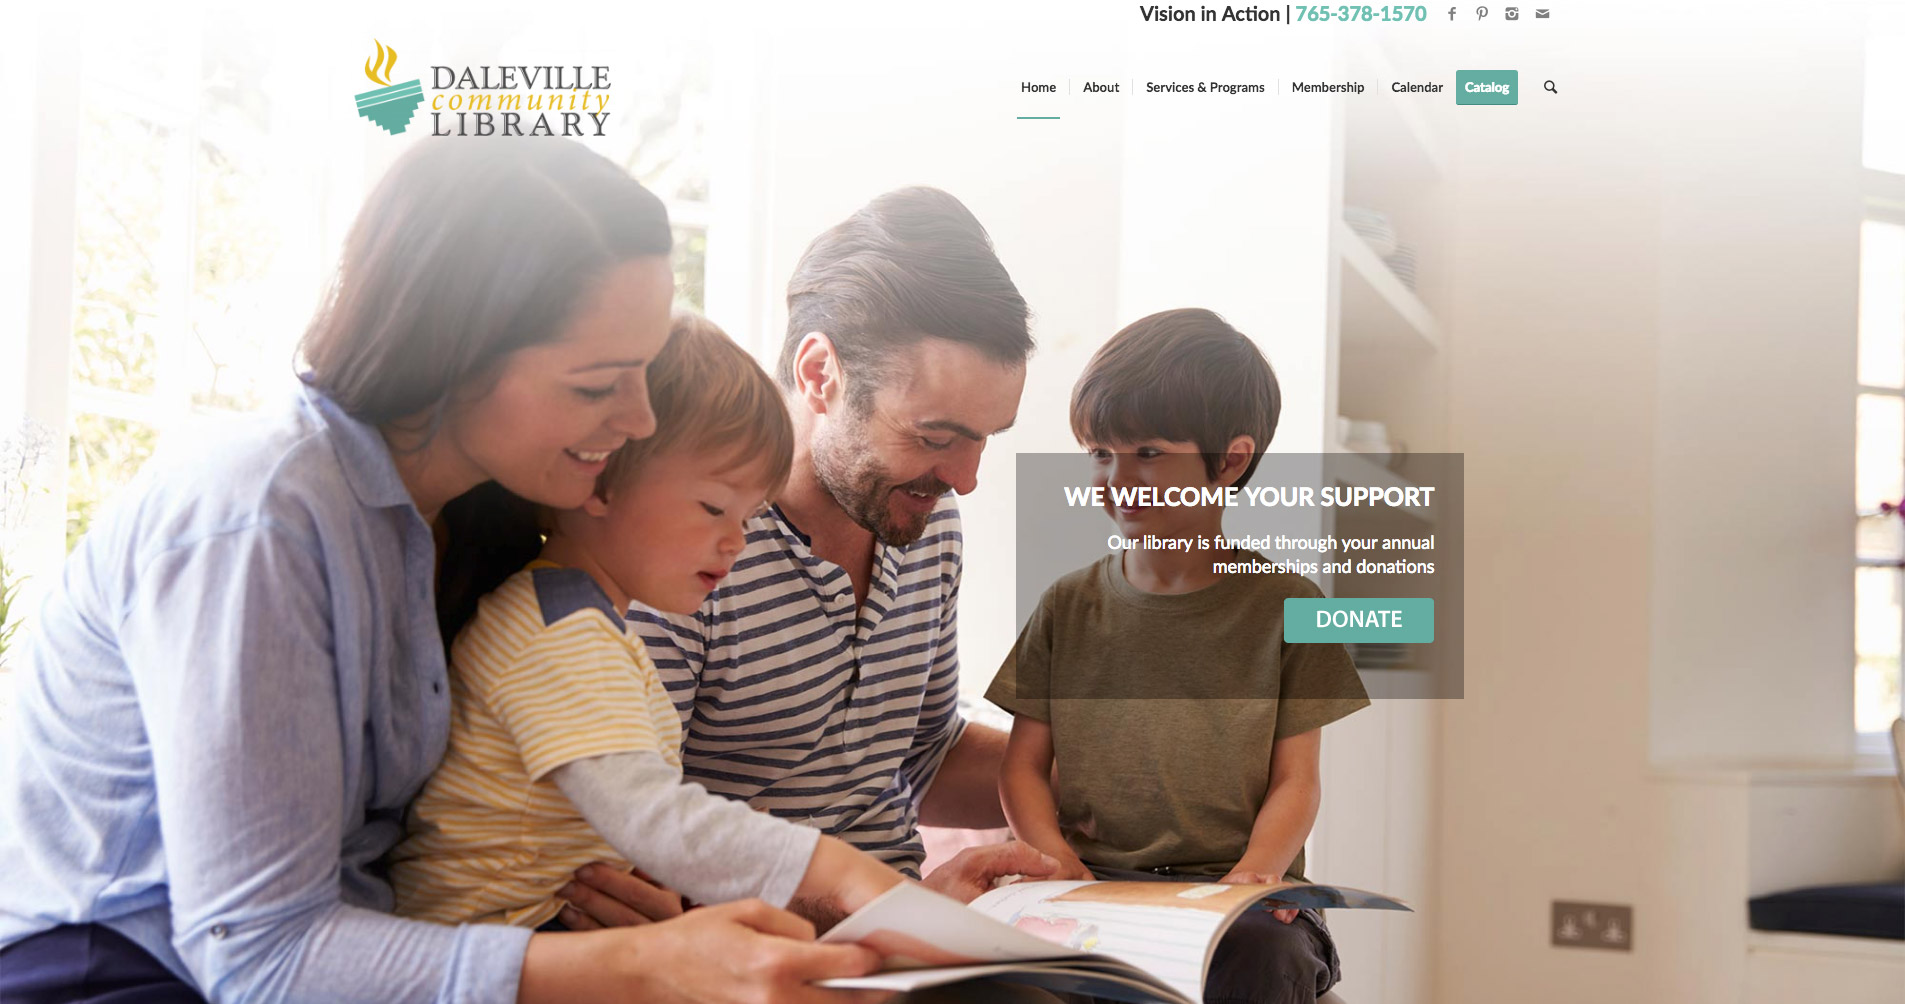 Vision in Action | 765-378-1570
DALEVILLE
community
LIBRARY
Home
About
Services & Programs
Membership
Calendar
Catalog
WE WELCOME YOUR SUPPORT
Our library is funded through your annual
memberships and donations
DONATE